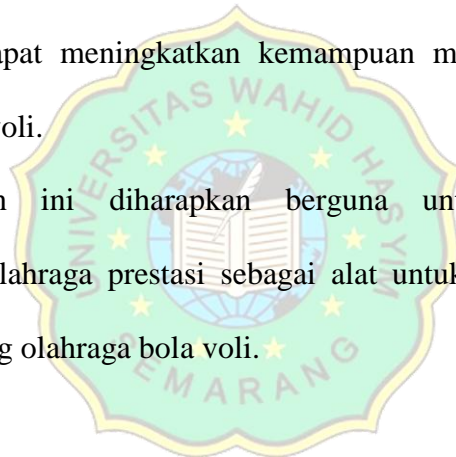 apat meningkatkan kemampuan m
voli.
ini diharapkan berguna un
olahraga prestasi sebagai alat untuk
g olahraga bola voli.
UNIVERSITAS WAHID HASYIM
SEMARANG